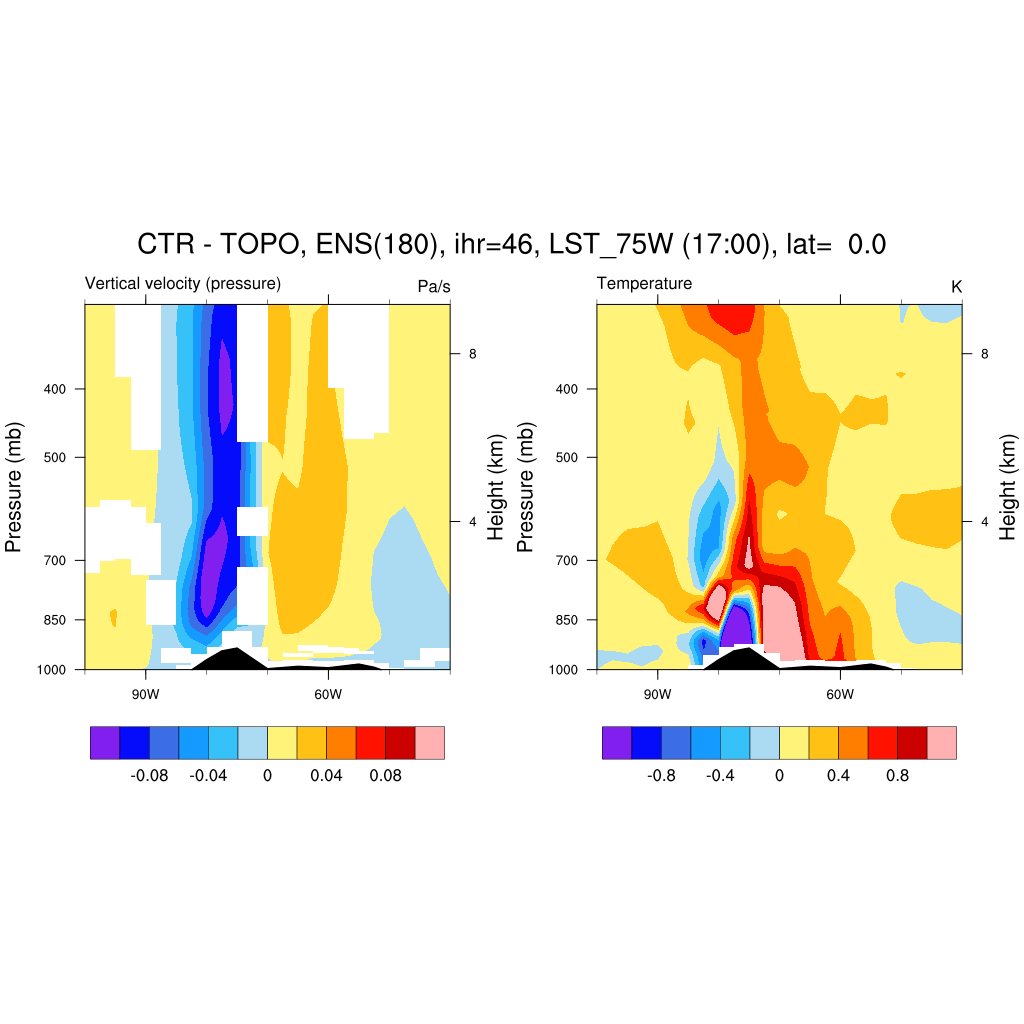 CTR - TOPO, ENS(180), ihr=46, LST_75W (17:00), lat=  0.0
Vertical velocity (pressure) Pa/s
Pressure (mb)
400
500
700
850
1000
8
4
Height (km)
90W 60W
-0.08 -0.04 0 0.04 0.08
Temperature K
Pressure (mb)
400
500
700
850
1000
8
4
Height (km)
90W 60W
-0.8 -0.4 0 0.4 0.8